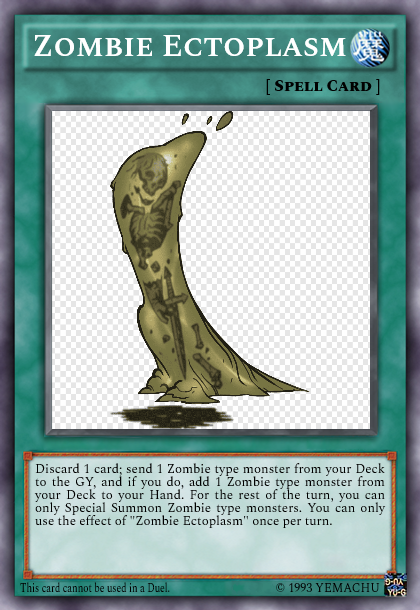 ZOMBIE ECTOPLASM
[ SPELL CARD ]
Discard 1 card; send 1 Zombie type monster from your Deck
to the GY, and if you do, add 1 Zombie type monster from
your Deck to your Hand. For the rest of the turn, you can
only Special Summon Zombie type monsters. You can only
use the effect of "Zombie Ectoplasm" once per turn.
This card cannot be used in a Duel.
© 1993 YEMACHU